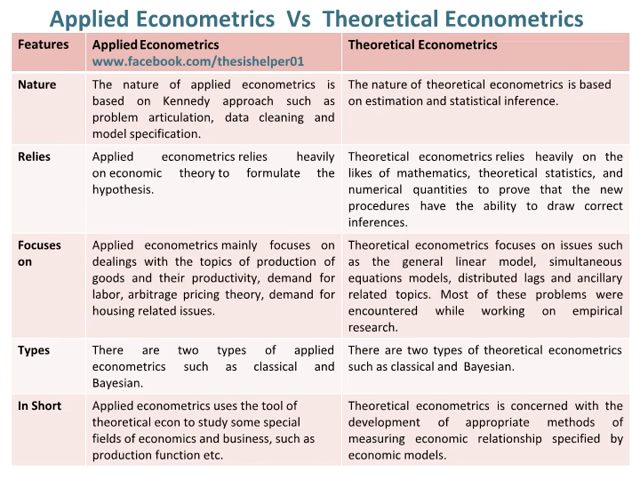 Applied Econometrics Vs Theoretical Econometrics
Features
Applied Econometrics
www.facebook.com/thesishelper01
Theoretical Econometrics
Nature
The nature of applied econometrics is
based on Kennedy approach such as
problem articulation, data cleaning and
model specification.
The nature of theoretical econometrics is based
on estimation and statistical inference.
Relies
Applied econometrics relies heavily
on economic theory to formulate the
hypothesis.
Theoretical econometrics relies heavily on the
likes of mathematics, theoretical statistics, and
numerical quantities to prove that the new
procedures have the ability to draw correct
inferences.
Focuses
on
Applied econometrics mainly focuses on
dealings with the topics of production of
goods and their productivity, demand for
labor, arbitrage pricing theory, demand for
housing related issues.
Theoretical econometrics focuses on issues such
as the general linear model, simultaneous
equations models, distributed lags and ancillary
related topics. Most of these problems were
encountered while working on empirical
research.
Types
There are two types of applied
econometrics such as classical and
Bayesian.
There are two types of theoretical econometrics
such as classical and Bayesian.
In Short
Applied econometrics uses the tool of
theoretical econ to study some special
fields of economics and business, such as
production function etc.
Theoretical econometrics is concerned with the
development of appropriate methods of
measuring economic relationship specified by
economic models.